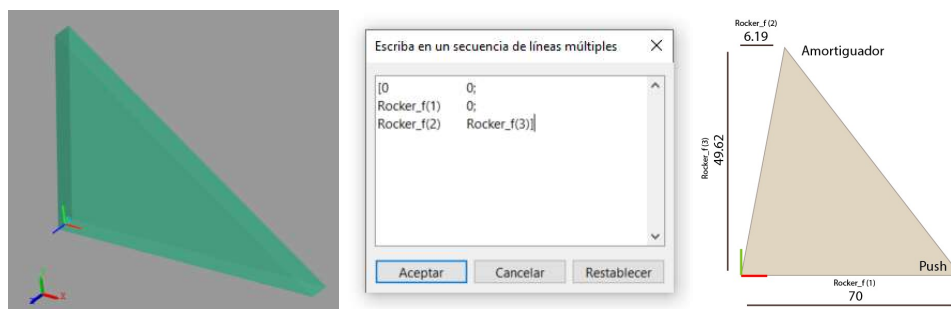 Escriba en un secuencia de líneas múltiples
[0 0;
Rocker_f(1) 0;
Rocker_f(2) Rocker_f(3)]
Aceptar Cancelar Restablecer
Rocker_f(2)
6.19
Amortiguador
Rocker_f(3)
49.62
Push
Rocker_f(1)
70
x